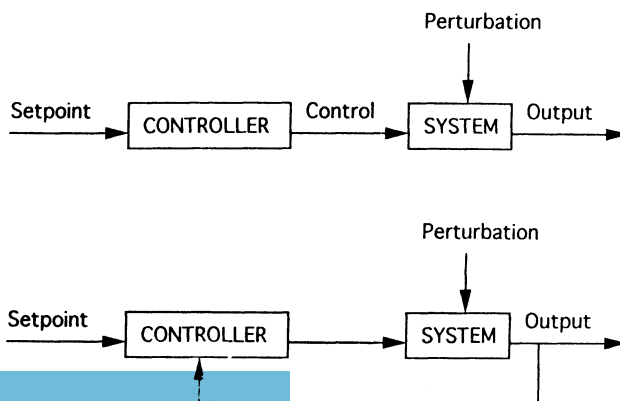 Perturbation
Setpoint
CONTROLLER
Control
SYSTEM
Output
Perturbation
Setpoint
CONTROLLER
SYSTEM
Output